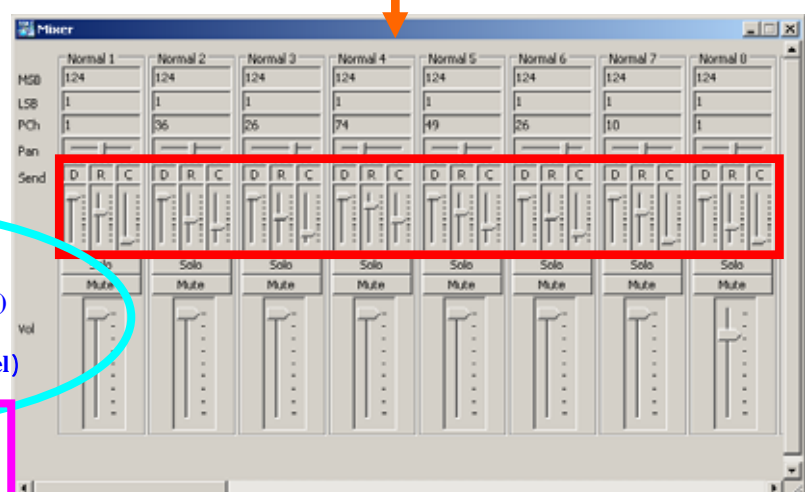 Mixer
Normal 1 Normal 2 Normal 3 Normal 4 Normal 5 Normal 6 Normal 7 Normal 8
MSB 124 124 124 124 124 124 124 124
LSB 1 1 1 1 1 1 1 1
PCh 1 36 26 74 49 26 10 1
Pan
Send D R C D R C D R C D R C D R C D R C D R C D R C
Solo Solo Solo Solo Solo Solo Solo Solo
Mute Mute Mute Mute Mute Mute Mute Mute
)
Vol
el)